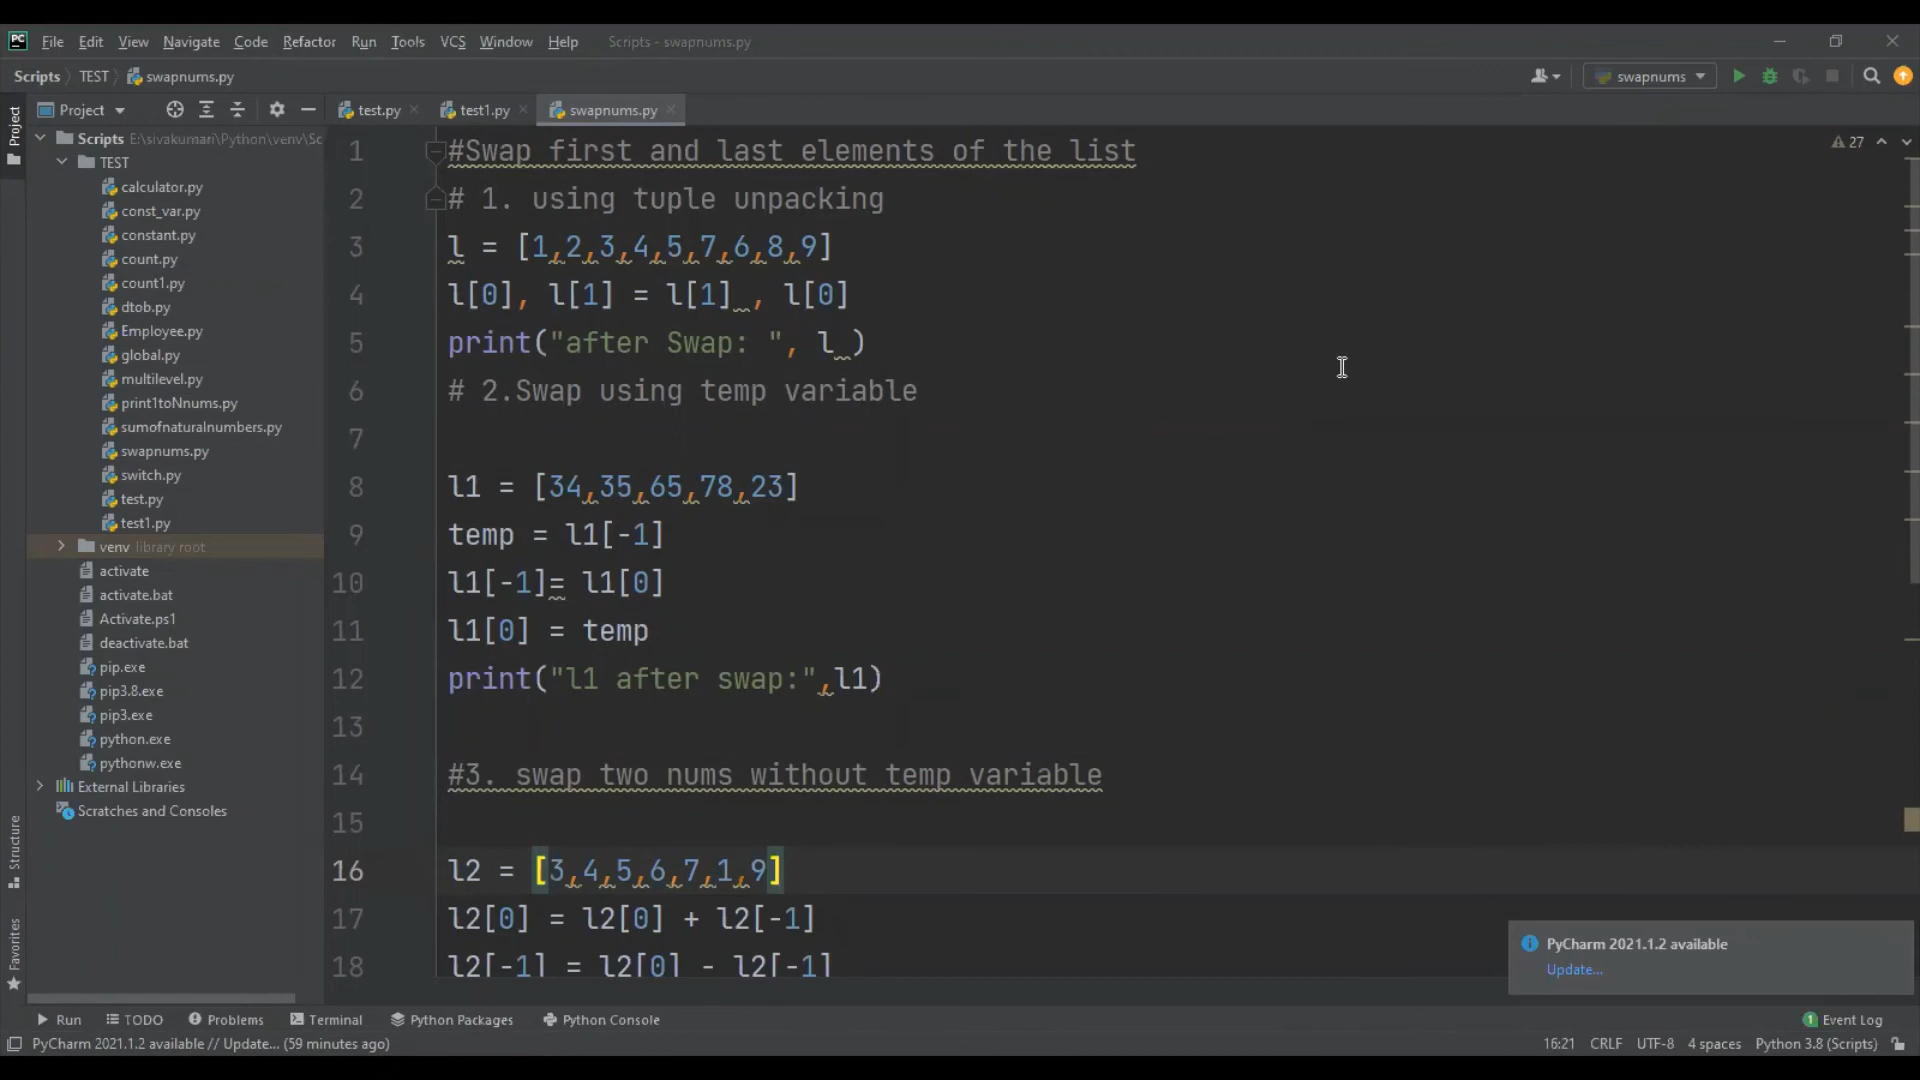 PC File Edit View Navigate Code Refactor Run Tools VCS Window Help Scripts - swapnums.py
Scripts TEST swapnums.py swapnums
Project test.py test1.py swapnums.py
Project
Scripts E:\sivakumari\Python\venv\Sc
TEST
calculator.py
const_var.py
constant.py
count.py
count1.py
dtob.py
Employee.py
global.py
multilevel.py
print1toNnums.py
sumofnaturalnumbers.py
swapnums.py
switch.py
test.py
test1.py
venv library root
activate
activate.bat
Activate.ps1
deactivate.bat
pip.exe
pip3.8.exe
pip3.exe
python.exe
pythonw.exe
External Libraries
Scratches and Consoles
Structure
Favorites
27
1 #Swap first and last elements of the list
2 # 1. using tuple unpacking
3 l = [1,2,3,4,5,7,6,8,9]
4 l[0], l[1] = l[1] , l[0]
5 print("after Swap: ", l )
6 # 2.Swap using temp variable
7
8 l1 = [34,35,65,78,23]
9 temp = l1[-1]
10 l1[-1]= l1[0]
11 l1[0] = temp
12 print("l1 after swap:",l1)
13
14 #3. swap two nums without temp variable
15
16 l2 = [3,4,5,6,7,1,9]
17 l2[0] = l2[0] + l2[-1]
18 l2[-1] = l2[0] - l2[-1]
PyCharm 2021.1.2 available
Update...
Run TODO Problems Terminal Python Packages Python Console 1 Event Log
PyCharm 2021.1.2 available // Update... (59 minutes ago) 16:21 CRLF UTF-8 4 spaces Python 3.8 (Scripts)